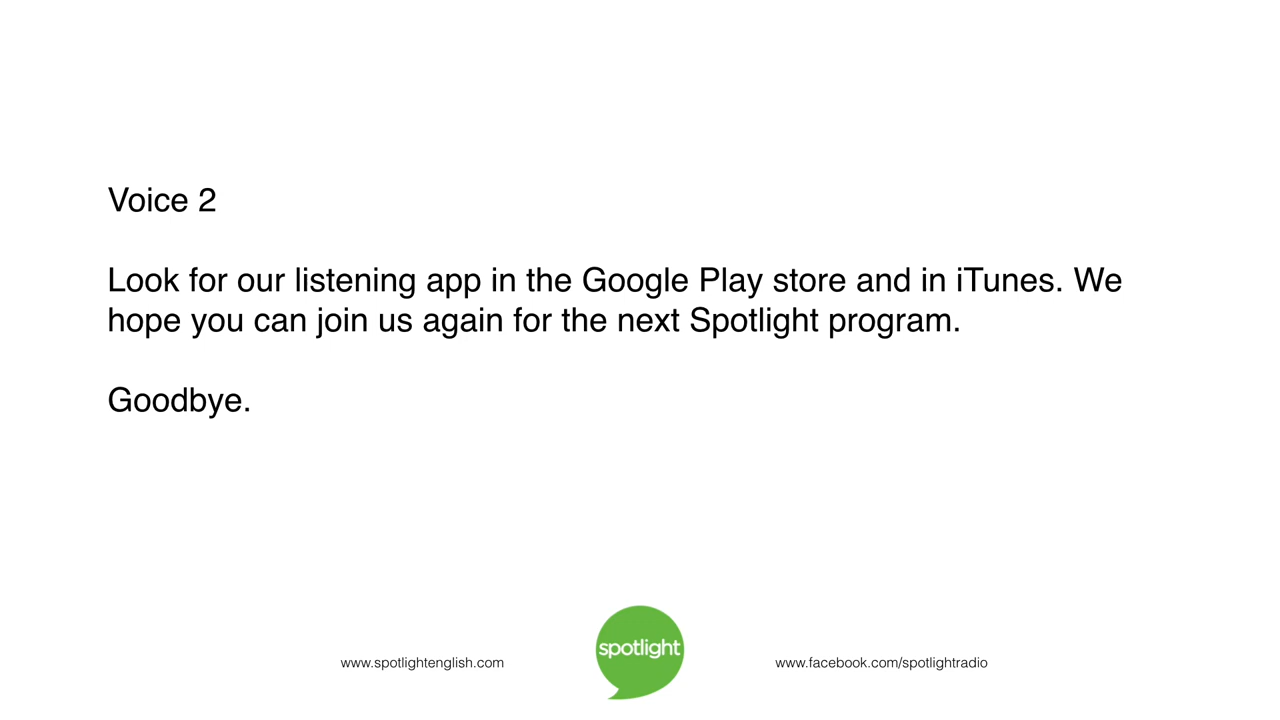 Voice 2
Look for our listening app in the Google Play store and in iTunes. We
hope you can join us again for the next Spotlight program.
Goodbye.
www.spotlightenglish.com
spotlight
www.facebook.com/spotlightradio